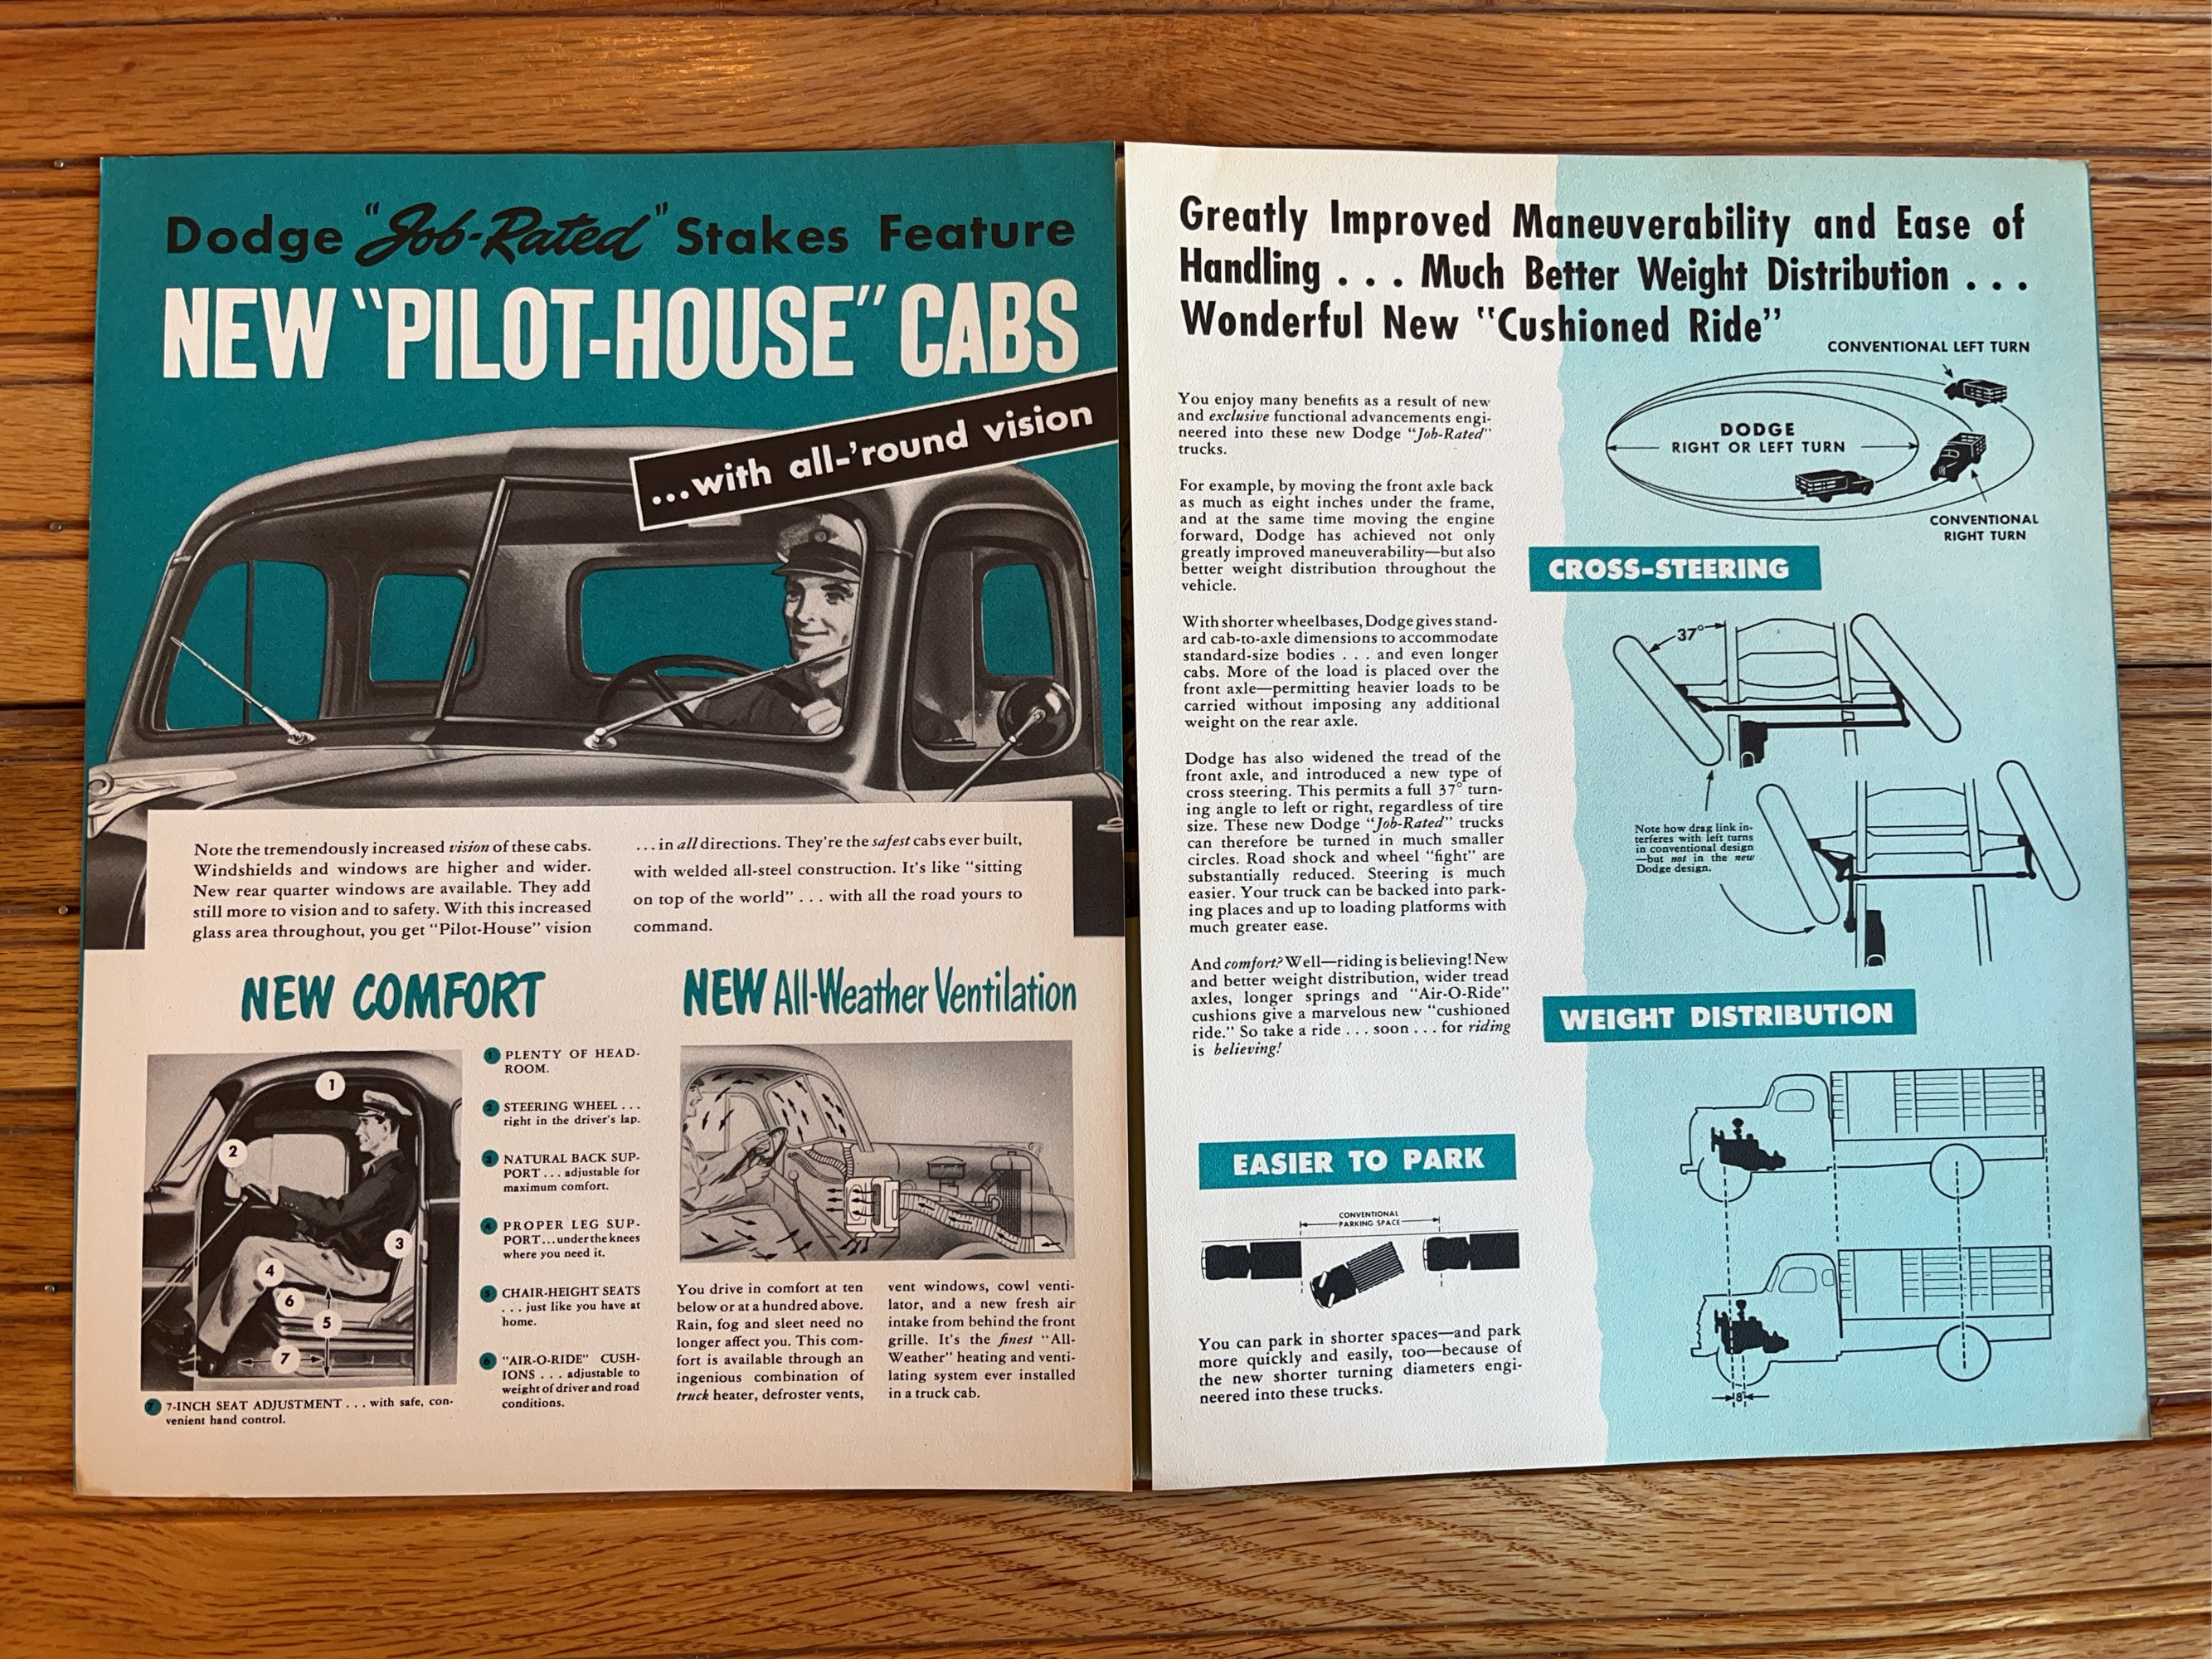 Dodge "Job-Rated" Stakes Feature
NEW "PILOT-HOUSE" CABS
...with all-'round vision
Note the tremendously increased vision of these cabs.
Windshields and windows are higher and wider.
New rear quarter windows are available. They add
still more to vision and to safety. With this increased
glass area throughout, you get "Pilot-House" vision
...in all directions. They're the safest cabs ever built,
with welded all-steel construction. It's like "sitting
on top of the world" ... with all the road yours to
command.
NEW COMFORT
1
2
3
4
6
5
7
1 PLENTY OF HEAD-
ROOM.
2 STEERING WHEEL ...
right in the driver's lap.
3 NATURAL BACK SUP-
PORT ... adjustable for
maximum comfort.
4 PROPER LEG SUP-
PORT...under the knees
where you need it.
5 CHAIR-HEIGHT SEATS
... just like you have at
home.
6 "AIR-O-RIDE" CUSH-
IONS ... adjustable to
weight of driver and road
conditions.
7 7-INCH SEAT ADJUSTMENT ... with safe, con-
venient hand control.
NEW All-Weather Ventilation
You drive in comfort at ten
below or at a hundred above.
Rain, fog and sleet need no
longer affect you. This com-
fort is available through an
ingenious combination of
truck heater, defroster vents,
vent windows, cowl venti-
lator, and a new fresh air
intake from behind the front
grille. It's the finest "All-
Weather" heating and venti-
lating system ever installed
in a truck cab.
Greatly Improved Maneuverability and Ease of
Handling ... Much Better Weight Distribution ...
Wonderful New "Cushioned Ride"
You enjoy many benefits as a result of new
and exclusive functional advancements engi-
neered into these new Dodge "Job-Rated"
trucks.
For example, by moving the front axle back
as much as eight inches under the frame,
and at the same time moving the engine
forward, Dodge has achieved not only
greatly improved maneuverability—but also
better weight distribution throughout the
vehicle.
With shorter wheelbases, Dodge gives stand-
ard cab-to-axle dimensions to accommodate
standard-size bodies ... and even longer
cabs. More of the load is placed over the
front axle—permitting heavier loads to be
carried without imposing any additional
weight on the rear axle.
Dodge has also widened the tread of the
front axle, and introduced a new type of
cross steering. This permits a full 37° turn-
ing angle to left or right, regardless of tire
size. These new Dodge "Job-Rated" trucks
can therefore be turned in much smaller
circles. Road shock and wheel "fight" are
substantially reduced. Steering is much
easier. Your truck can be backed into park-
ing places and up to loading platforms with
much greater ease.
And comfort? Well—riding is believing! New
and better weight distribution, wider tread
axles, longer springs and "Air-O-Ride"
cushions give a marvelous new "cushioned
ride." So take a ride ... soon ... for riding
is believing!
EASIER TO PARK
CONVENTIONAL
PARKING SPACE
You can park in shorter spaces—and park
more quickly and easily, too—because of
the new shorter turning diameters engi-
neered into these trucks.
CONVENTIONAL LEFT TURN
DODGE
RIGHT OR LEFT TURN
CONVENTIONAL
RIGHT TURN
CROSS-STEERING
37°
Note how drag link in-
terferes with left turns
in conventional design
—but not in the new
Dodge design.
WEIGHT DISTRIBUTION
8"